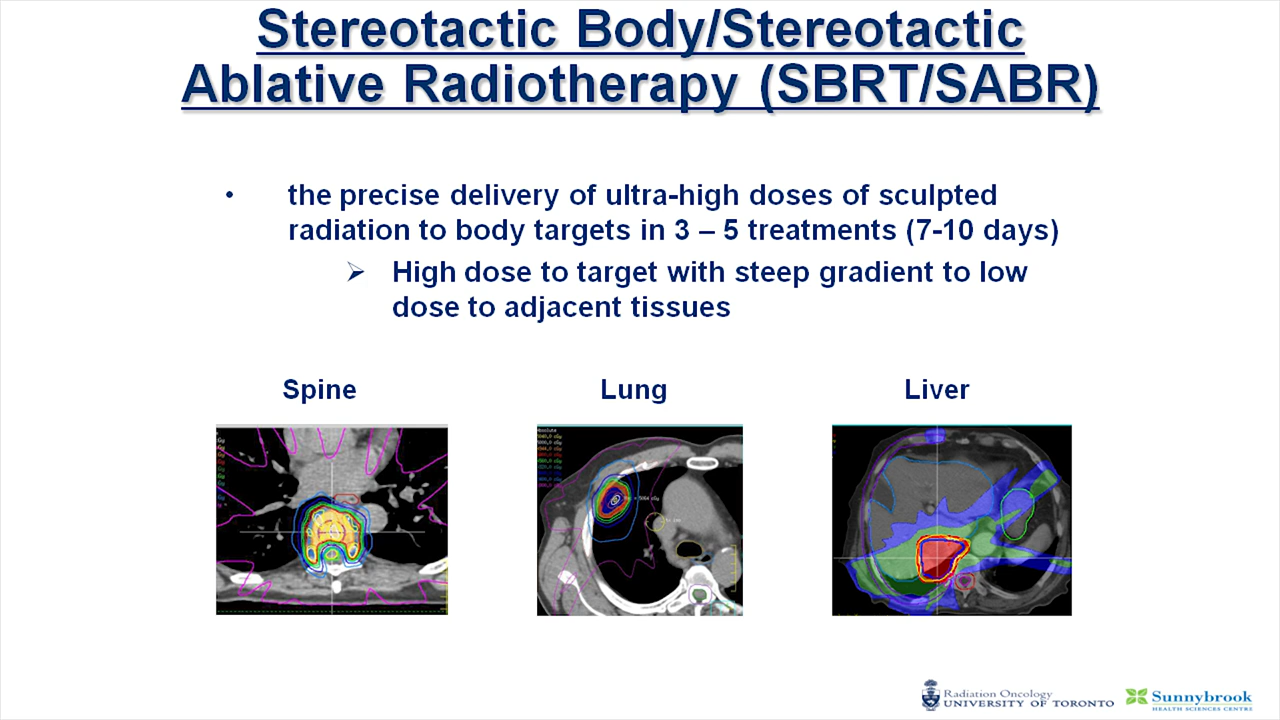 Stereotactic Body/Stereotactic
Ablative Radiotherapy (SBRT/SABR)
• the precise delivery of ultra-high doses of sculpted
radiation to body targets in 3 – 5 treatments (7-10 days)
➢ High dose to target with steep gradient to low
dose to adjacent tissues
Spine
Lung
Liver
Absolute
Radiation Oncology
UNIVERSITY OF TORONTO
Sunnybrook
HEALTH SCIENCES CENTRE